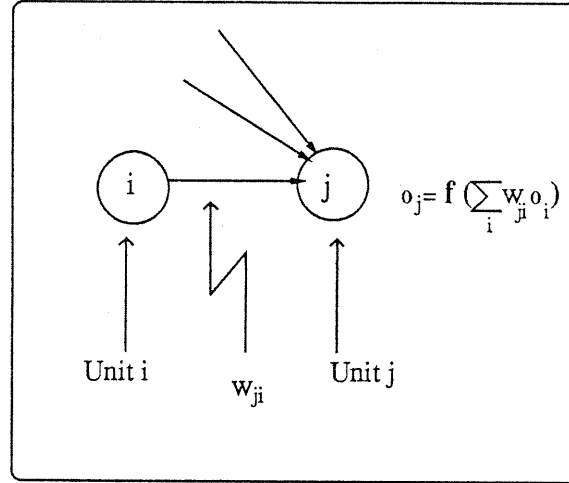 i
j
o_j = f (∑_i w_ji o_i)
Unit i
w_ji
Unit j